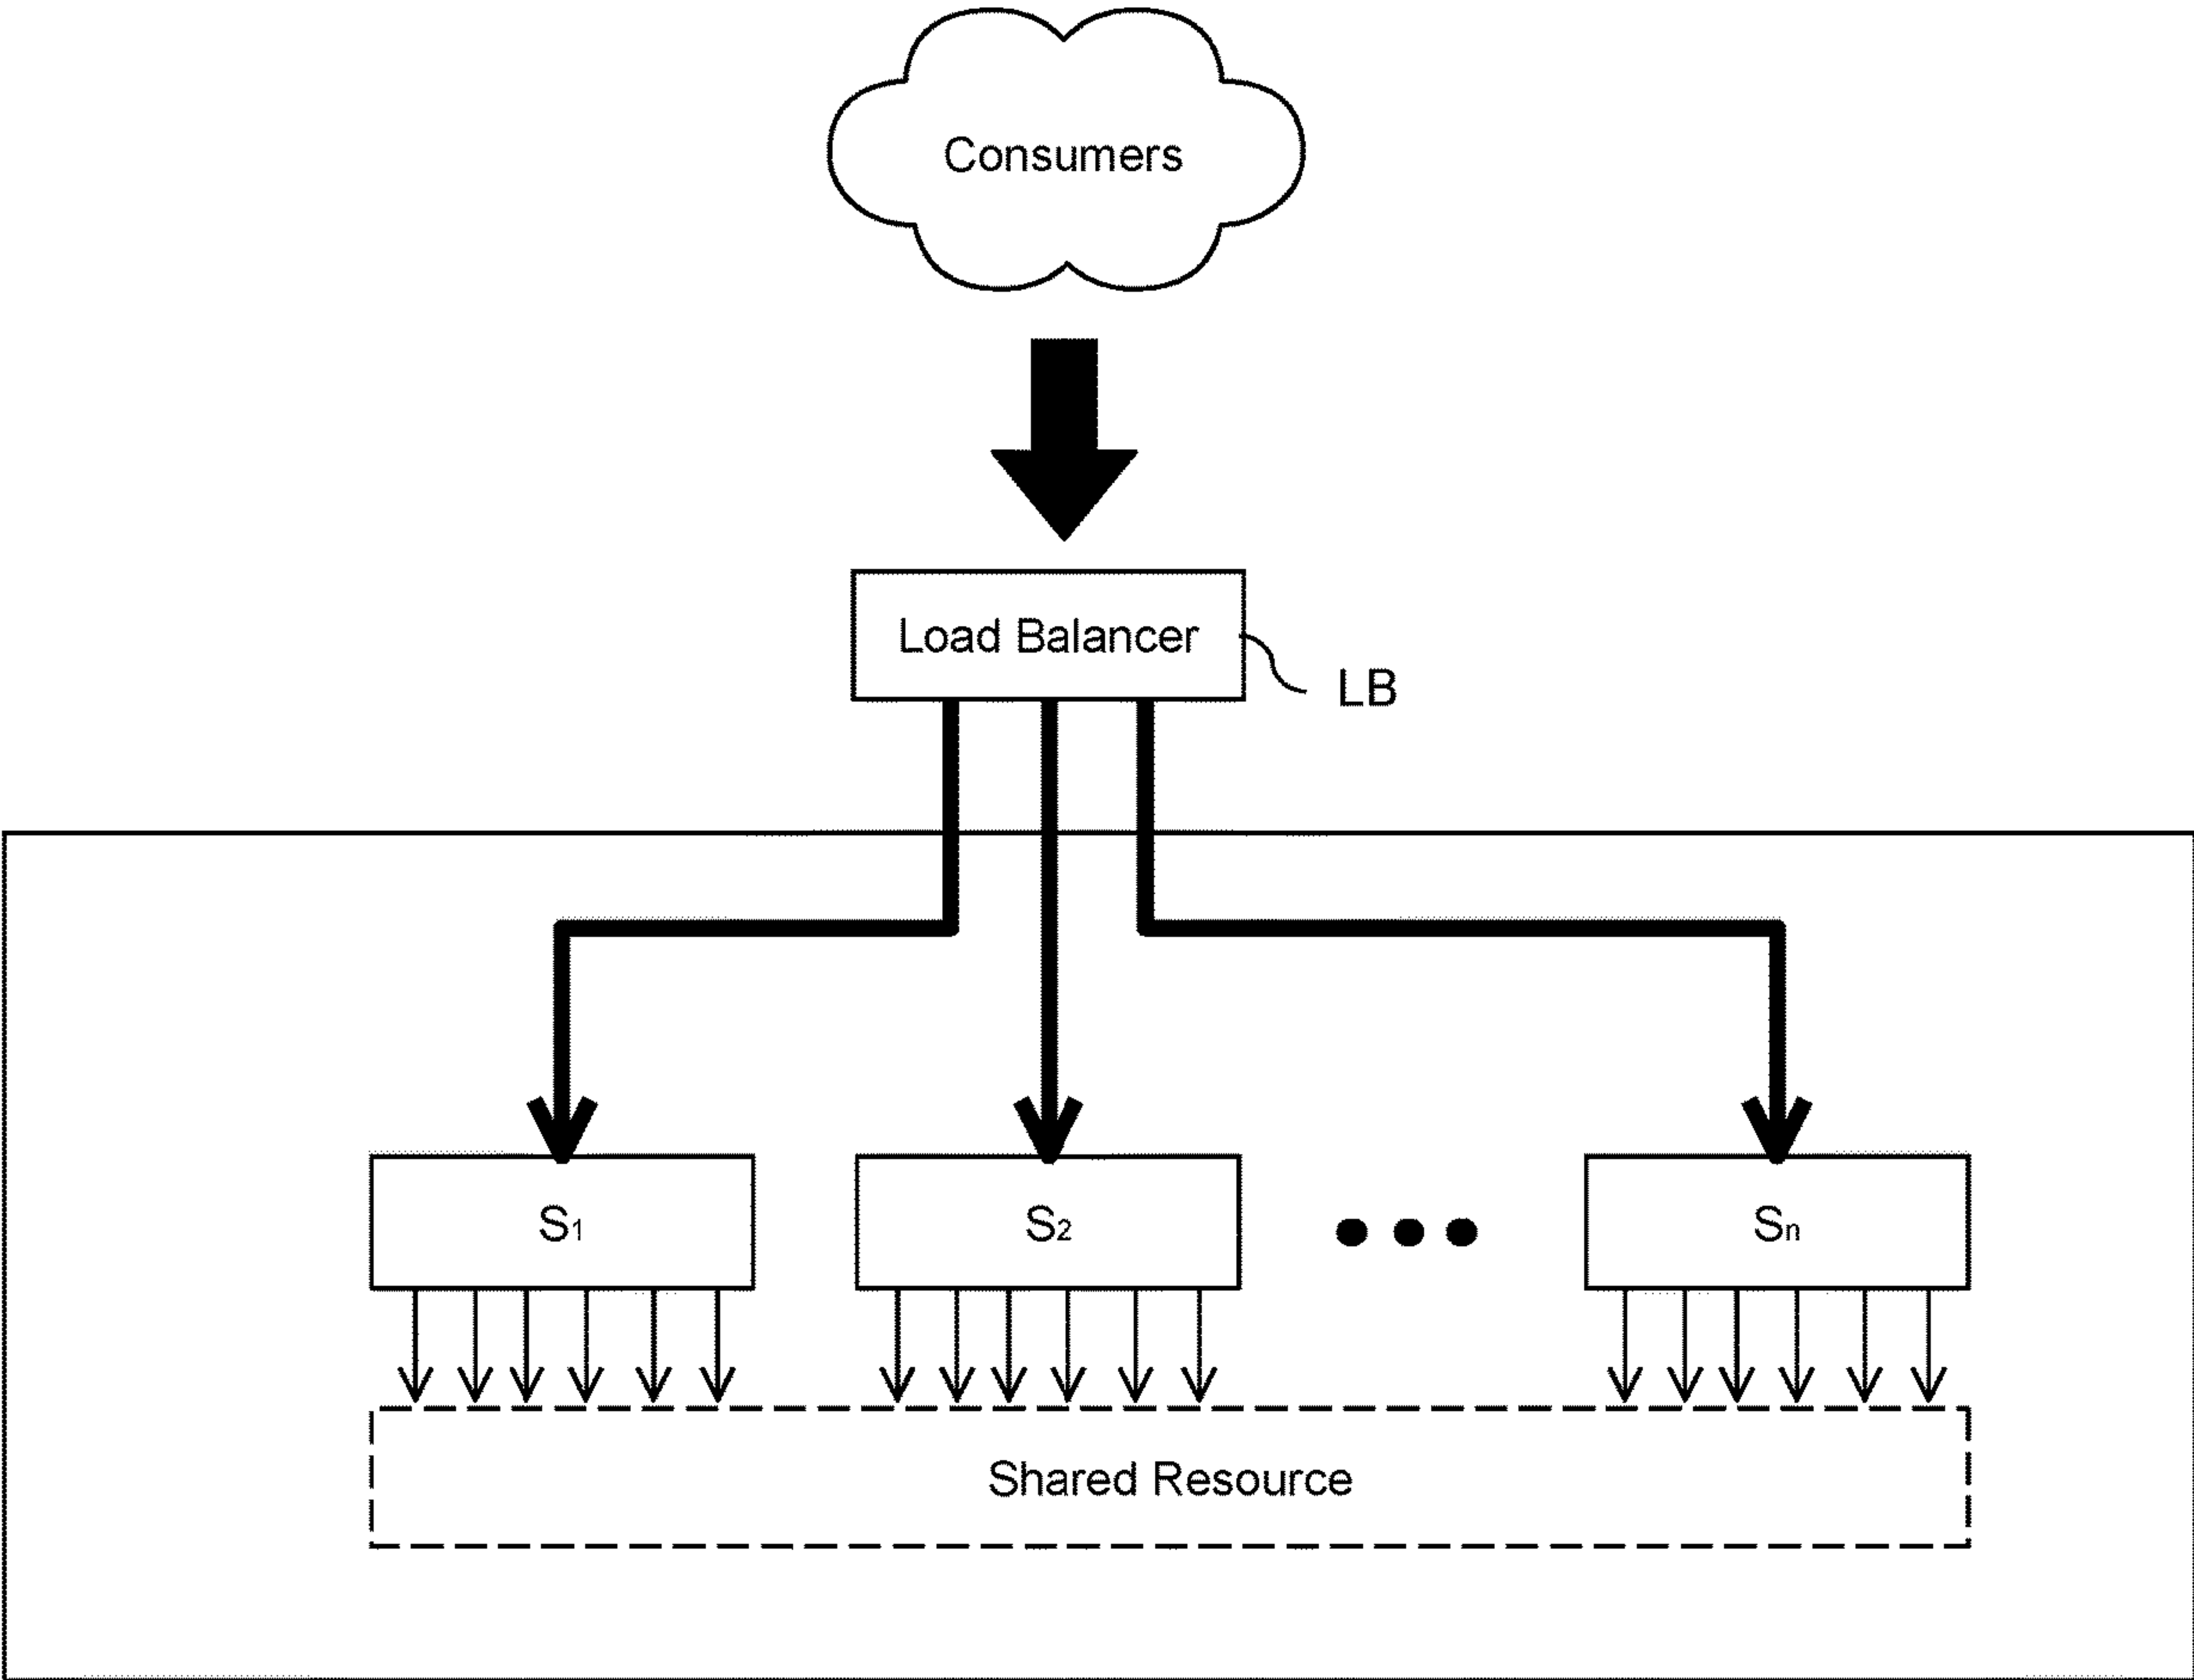 Consumers
Load Balancer
LB
S1
S2
Sn
Shared Resource